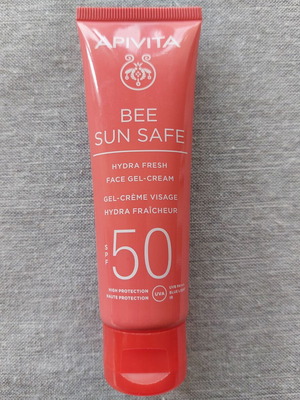 APIVITA
BEE
SUN SAFE
HYDRA FRESH
FACE GEL-CREAM
GEL-CRÈME VISAGE
HYDRA FRAÎCHEUR
SPF
50
HIGH PROTECTION
HAUTE PROTECTION
UVA